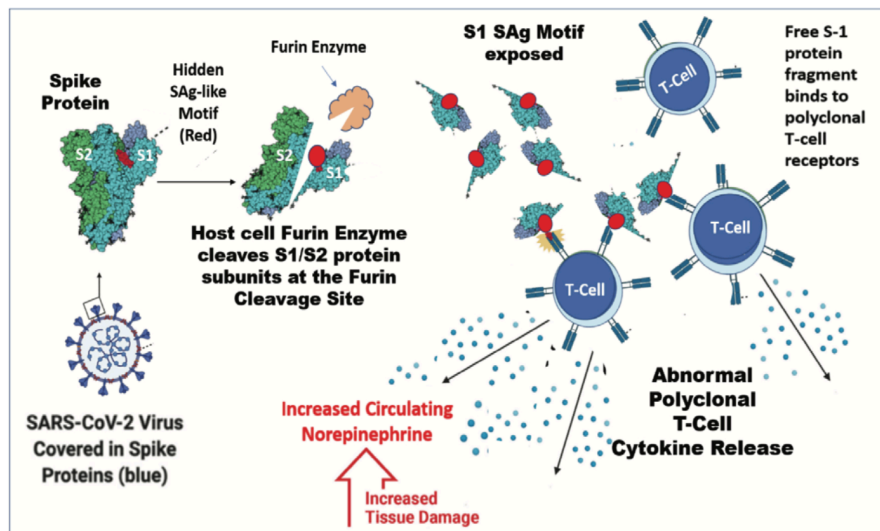 Spike
Protein
Hidden
SAg-like
Motif
(Red)
Furin Enzyme
S2
S1
S2
S1
Host cell Furin Enzyme
cleaves S1/S2 protein
subunits at the Furin
Cleavage Site
SARS-CoV-2 Virus
Covered in Spike
Proteins (blue)
S1 SAg Motif
exposed
T-Cell
Free S-1
protein
fragment
binds to
polyclonal
T-cell
receptors
T-Cell
T-Cell
Abnormal
Polyclonal
T-Cell
Cytokine Release
Increased Circulating
Norepinephrine
Increased
Tissue Damage